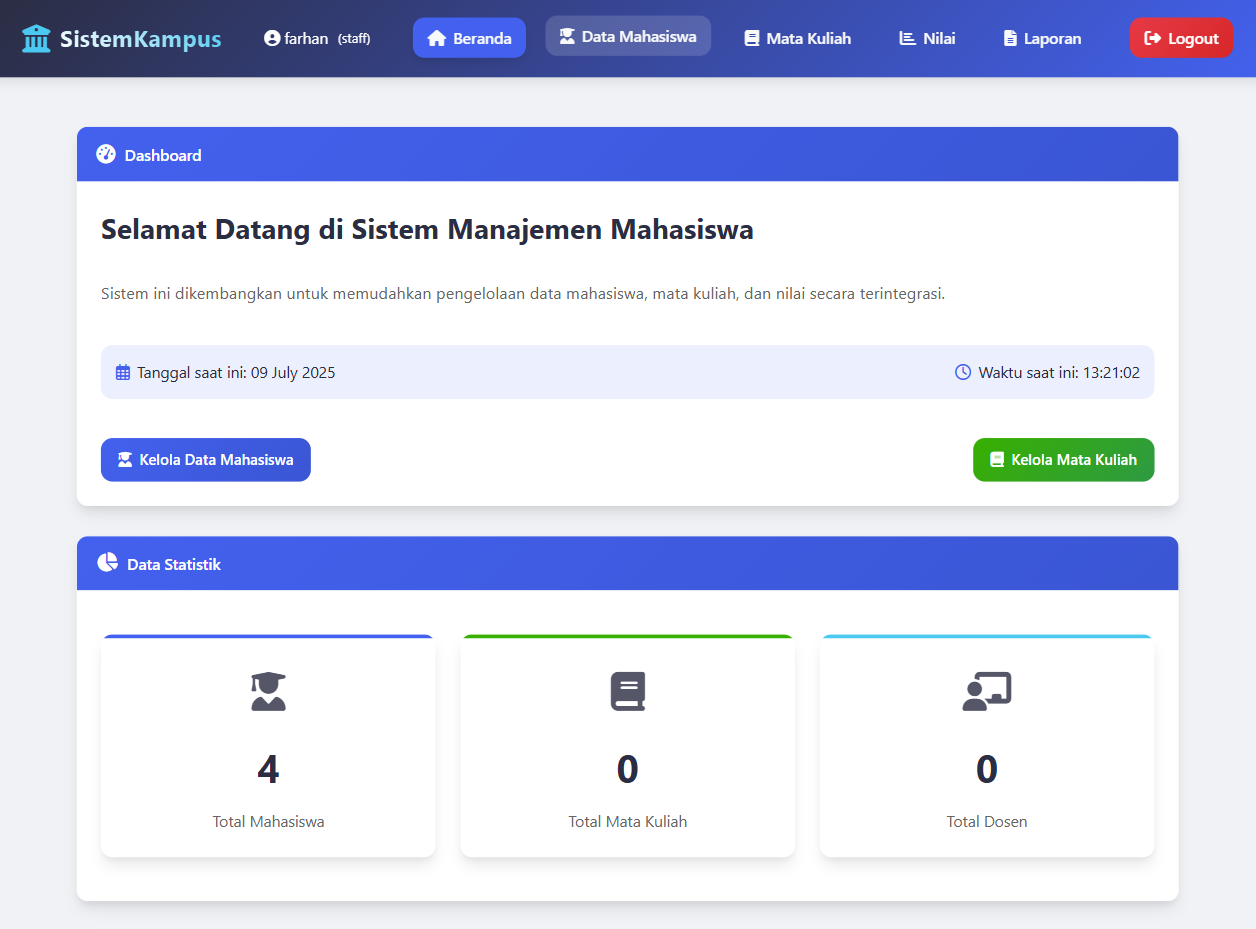 SistemKampus farhan (staff) Beranda Data Mahasiswa Mata Kuliah Nilai Laporan Logout
Dashboard
Selamat Datang di Sistem Manajemen Mahasiswa
Sistem ini dikembangkan untuk memudahkan pengelolaan data mahasiswa, mata kuliah, dan nilai secara terintegrasi.
Tanggal saat ini: 09 July 2025 Waktu saat ini: 13:21:02
Kelola Data Mahasiswa Kelola Mata Kuliah
Data Statistik
4 0 0
Total Mahasiswa Total Mata Kuliah Total Dosen